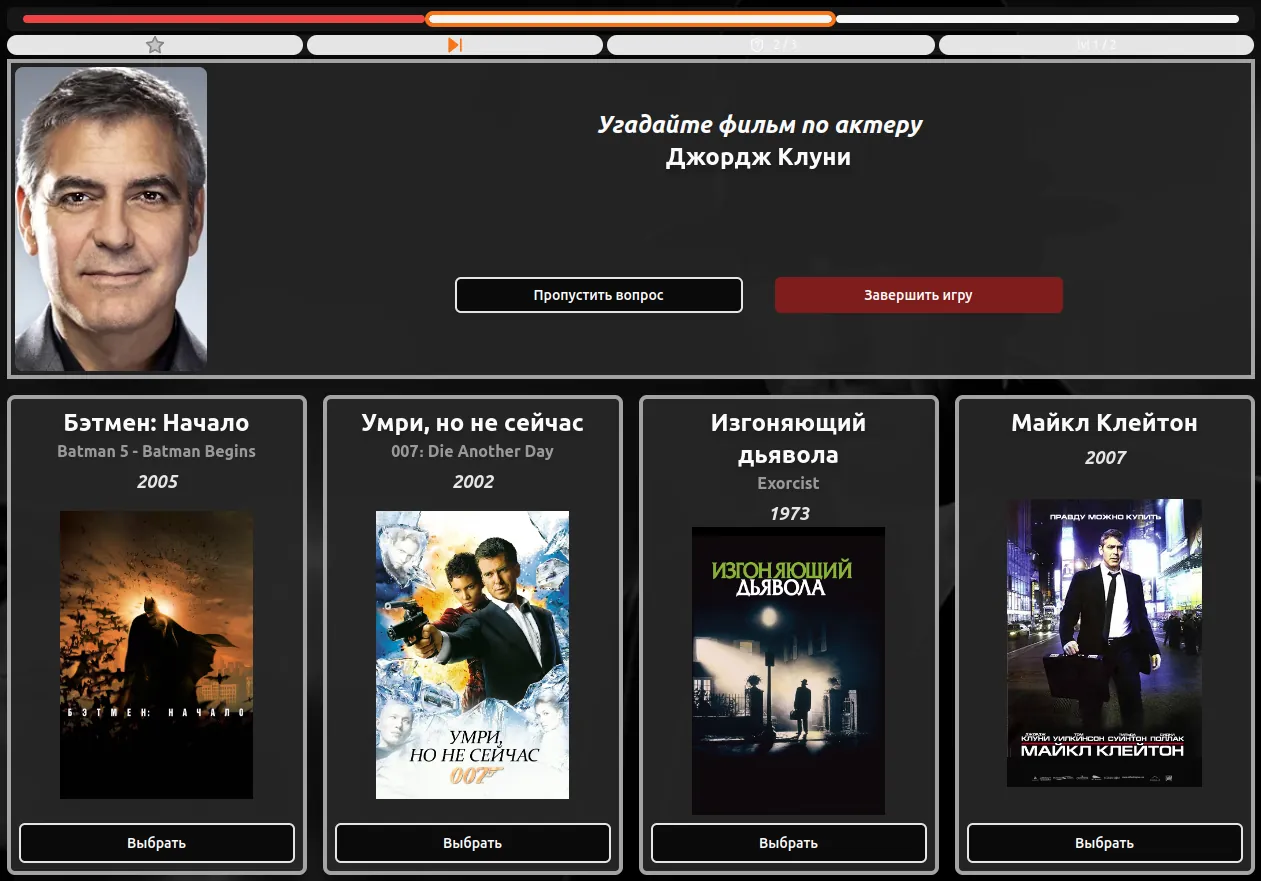 2 / 3
1 / 2
Угадайте фильм по актеру
Джордж Клуни
Пропустить вопрос
Завершить игру
Бэтмен: Начало
Batman 5 - Batman Begins
2005
БЭТМЕН: НАЧАЛО
Выбрать
Умри, но не сейчас
007: Die Another Day
2002
УМРИ,
НО НЕ СЕЙЧАС
007
Выбрать
Изгоняющий
дьявола
Exorcist
1973
ИЗГОНЯЮЩИЙ
ДЬЯВОЛА
Выбрать
Майкл Клейтон
2007
ПРАВДУ МОЖНО КУПИТЬ
КЛУНИ УИЛКИНСОН СУИНТОН ПОЛЛАК
МАЙКЛ КЛЕЙТОН
Выбрать